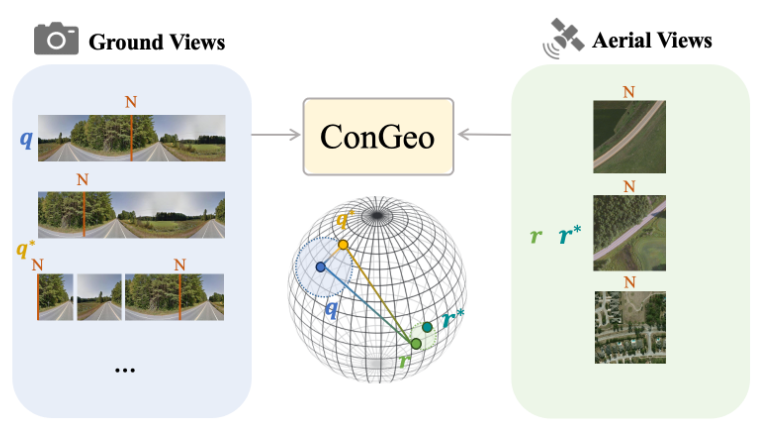 Ground Views
Aerial Views
N
q
N
q*
N
N
...
ConGeo
q*
q
r*
r
N
N
r r*
N